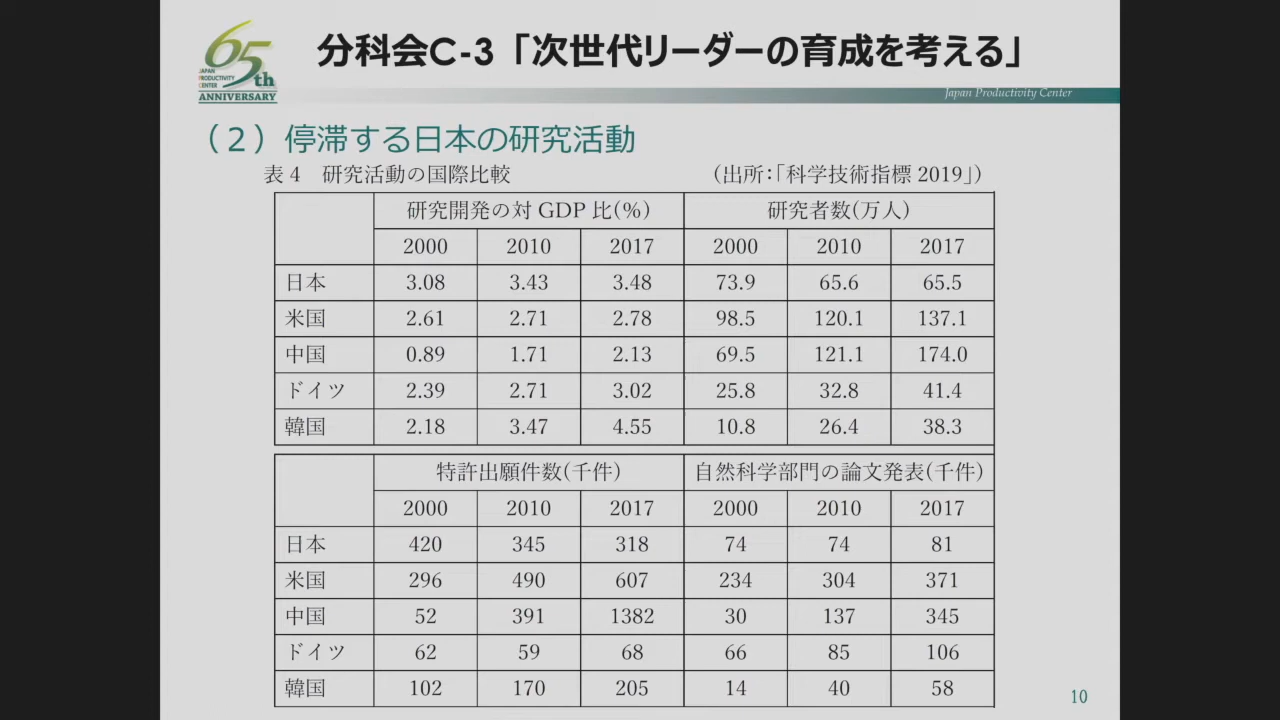 65th
JAPAN
PRODUCTIVITY
CENTER
ANNIVERSARY
分科会C-3「次世代リーダーの育成を考える」
Japan Productivity Center
（２）停滞する日本の研究活動
表４　研究活動の国際比較　（出所：「科学技術指標 2019」）
研究開発の対 GDP 比(％)　研究者数(万人)
2000 2010 2017 2000 2010 2017
日本 3.08 3.43 3.48 73.9 65.6 65.5
米国 2.61 2.71 2.78 98.5 120.1 137.1
中国 0.89 1.71 2.13 69.5 121.1 174.0
ドイツ 2.39 2.71 3.02 25.8 32.8 41.4
韓国 2.18 3.47 4.55 10.8 26.4 38.3
特許出願件数(千件)　自然科学部門の論文発表(千件)
2000 2010 2017 2000 2010 2017
日本 420 345 318 74 74 81
米国 296 490 607 234 304 371
中国 52 391 1382 30 137 345
ドイツ 62 59 68 66 85 106
韓国 102 170 205 14 40 58
10